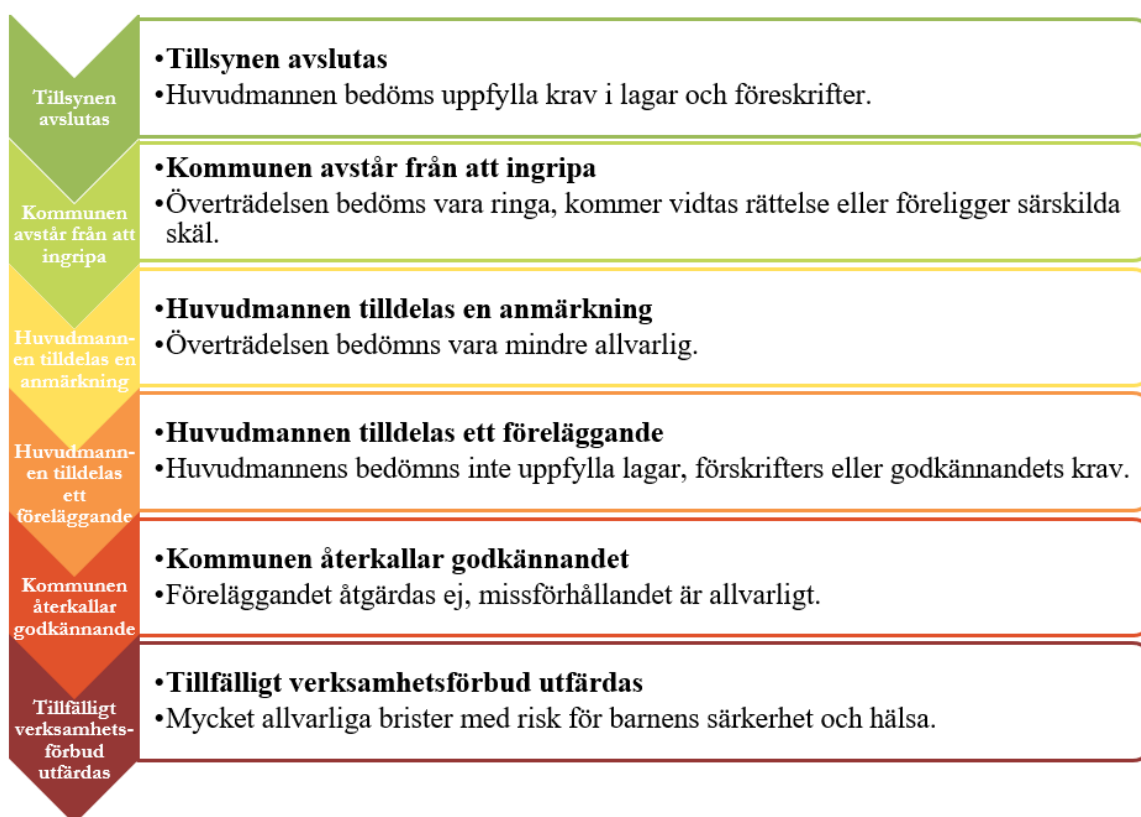 Tillsynen
avslutas
•Tillsynen avslutas
•Huvudmannen bedöms uppfylla krav i lagar och föreskrifter.
Kommunen
avstår från att
ingripa
•Kommunen avstår från att ingripa
•Överträdelsen bedöms vara ringa, kommer vidtas rättelse eller föreligger särskilda
skäl.
Huvudmann-
en tilldelas en
anmärkning
•Huvudmannen tilldelas en anmärkning
•Överträdelsen bedömns vara mindre allvarlig.
Huvudmann-
en tilldelas
ett
föreläggande
•Huvudmannen tilldelas ett föreläggande
•Huvudmannens bedömns inte uppfylla lagar, förskrifters eller godkännandets krav.
Kommunen
återkallar
godkännande
•Kommunen återkallar godkännandet
•Föreläggandet åtgärdas ej, missförhållandet är allvarligt.
Tillfälligt
verksamhets-
förbud
utfärdas
•Tillfälligt verksamhetsförbud utfärdas
•Mycket allvarliga brister med risk för barnens särkerhet och hälsa.